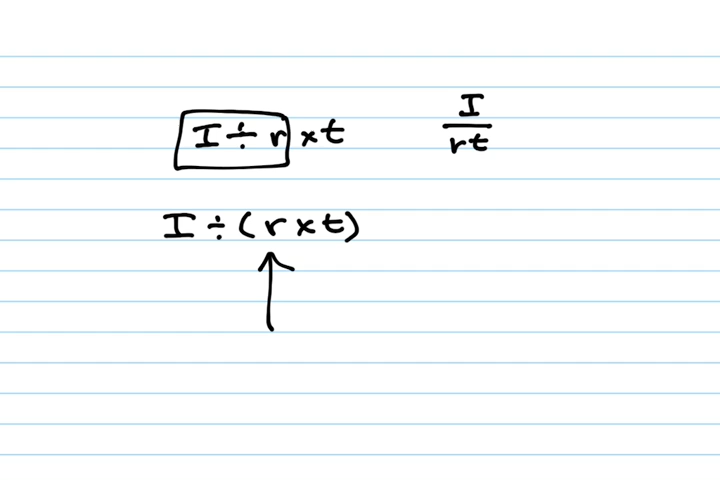 I ÷ r × t
I
rt
I ÷ (r × t)